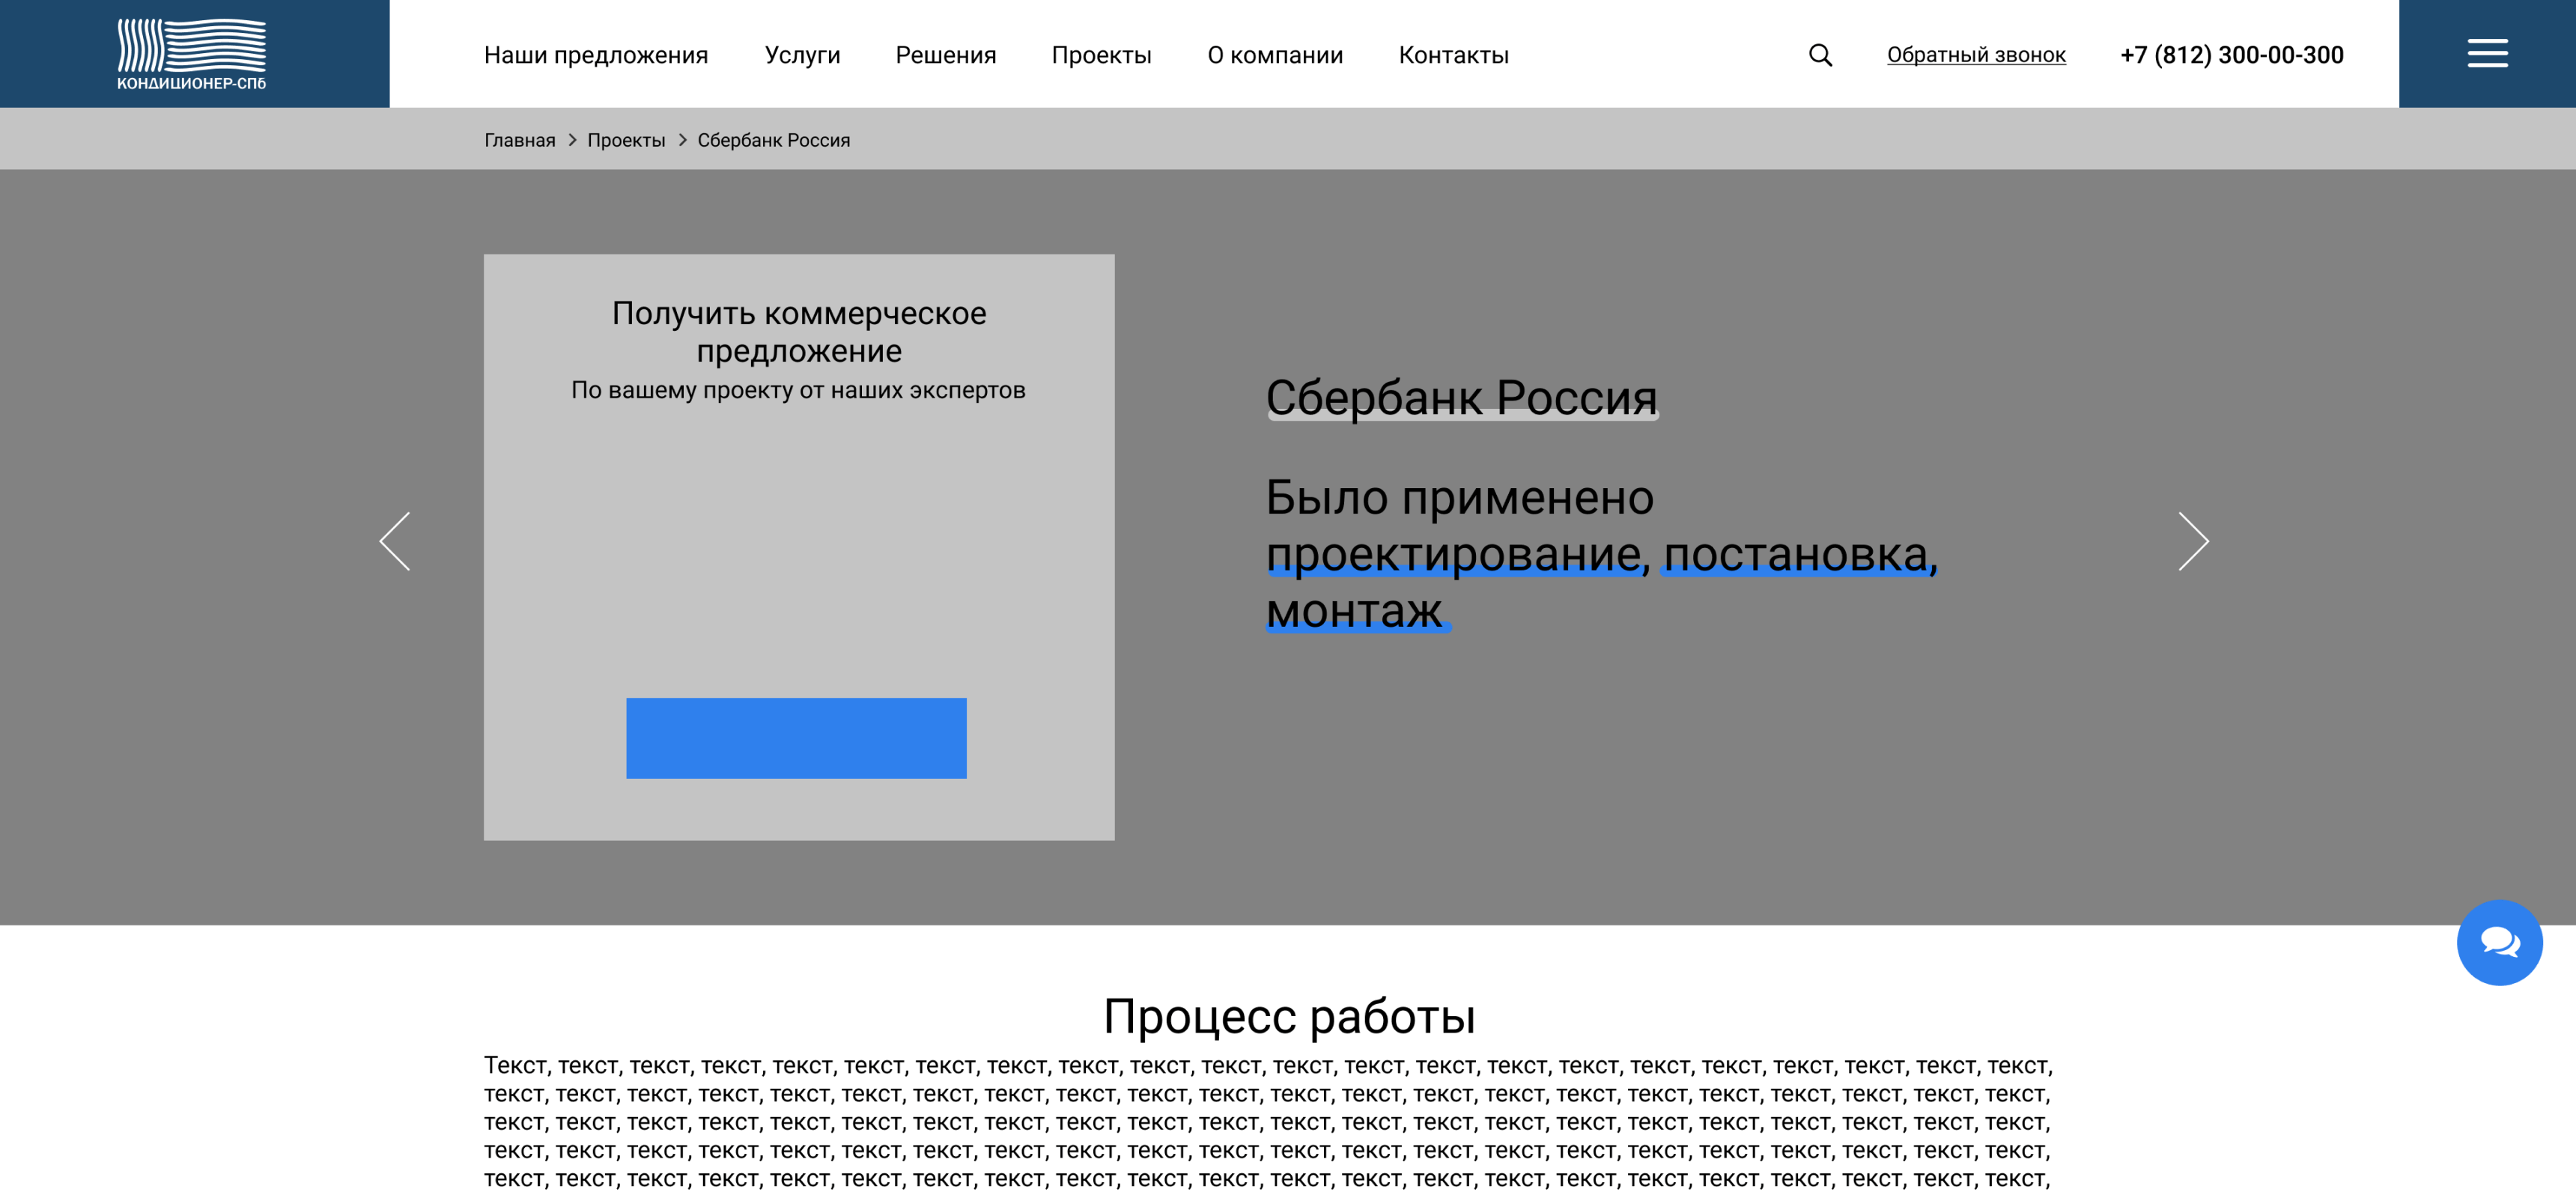 КОНДИЦИОНЕР-СПб
Наши предложения Услуги Решения Проекты О компании Контакты Обратный звонок +7 (812) 300-00-300
Главная > Проекты > Сбербанк Россия
Получить коммерческое
предложение
По вашему проекту от наших экспертов
Сбербанк Россия
Было применено
проектирование, постановка,
монтаж
Процесс работы
Текст, текст, текст, текст, текст, текст, текст, текст, текст, текст, текст, текст, текст, текст, текст, текст, текст, текст, текст, текст, текст, текст,
текст, текст, текст, текст, текст, текст, текст, текст, текст, текст, текст, текст, текст, текст, текст, текст, текст, текст, текст, текст, текст, текст,
текст, текст, текст, текст, текст, текст, текст, текст, текст, текст, текст, текст, текст, текст, текст, текст, текст, текст, текст, текст, текст, текст,
текст, текст, текст, текст, текст, текст, текст, текст, текст, текст, текст, текст, текст, текст, текст, текст, текст, текст, текст, текст, текст, текст,
текст, текст, текст, текст, текст, текст, текст, текст, текст, текст, текст, текст, текст, текст, текст, текст, текст, текст, текст, текст, текст, текст,